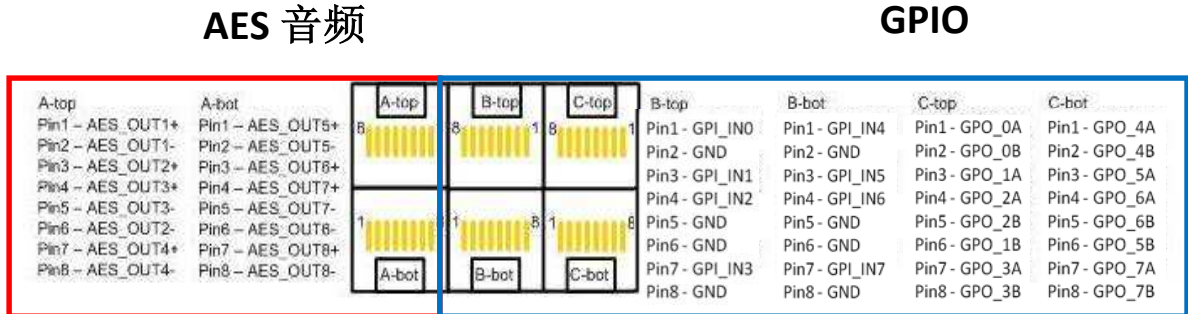 AES 音频
GPIO
A-top
Pin1 – AES_OUT1+
Pin2 – AES_OUT1-
Pin3 – AES_OUT2+
Pin4 – AES_OUT3+
Pin5 – AES_OUT3-
Pin6 – AES_OUT2-
Pin7 – AES_OUT4+
Pin8 – AES_OUT4-
A-bot
Pin1 – AES_OUT5+
Pin2 – AES_OUT5-
Pin3 – AES_OUT6+
Pin4 – AES_OUT7+
Pin5 – AES_OUT7-
Pin6 – AES_OUT6-
Pin7 – AES_OUT8+
Pin8 – AES_OUT8-
A-top
B-top
C-top
8
8 1
8 1
1
1 8
1 8
A-bot
B-bot
C-bot
B-top
Pin1 - GPI_IN0
Pin2 - GND
Pin3 - GPI_IN1
Pin4 - GPI_IN2
Pin5 - GND
Pin6 - GND
Pin7 - GPI_IN3
Pin8 - GND
B-bot
Pin1 - GPI_IN4
Pin2 - GND
Pin3 - GPI_IN5
Pin4 - GPI_IN6
Pin5 - GND
Pin6 - GND
Pin7 - GPI_IN7
Pin8 - GND
C-top
Pin1 - GPO_0A
Pin2 - GPO_0B
Pin3 - GPO_1A
Pin4 - GPO_2A
Pin5 - GPO_2B
Pin6 - GPO_1B
Pin7 - GPO_3A
Pin8 - GPO_3B
C-bot
Pin1 - GPO_4A
Pin2 - GPO_4B
Pin3 - GPO_5A
Pin4 - GPO_6A
Pin5 - GPO_6B
Pin6 - GPO_5B
Pin7 - GPO_7A
Pin8 - GPO_7B